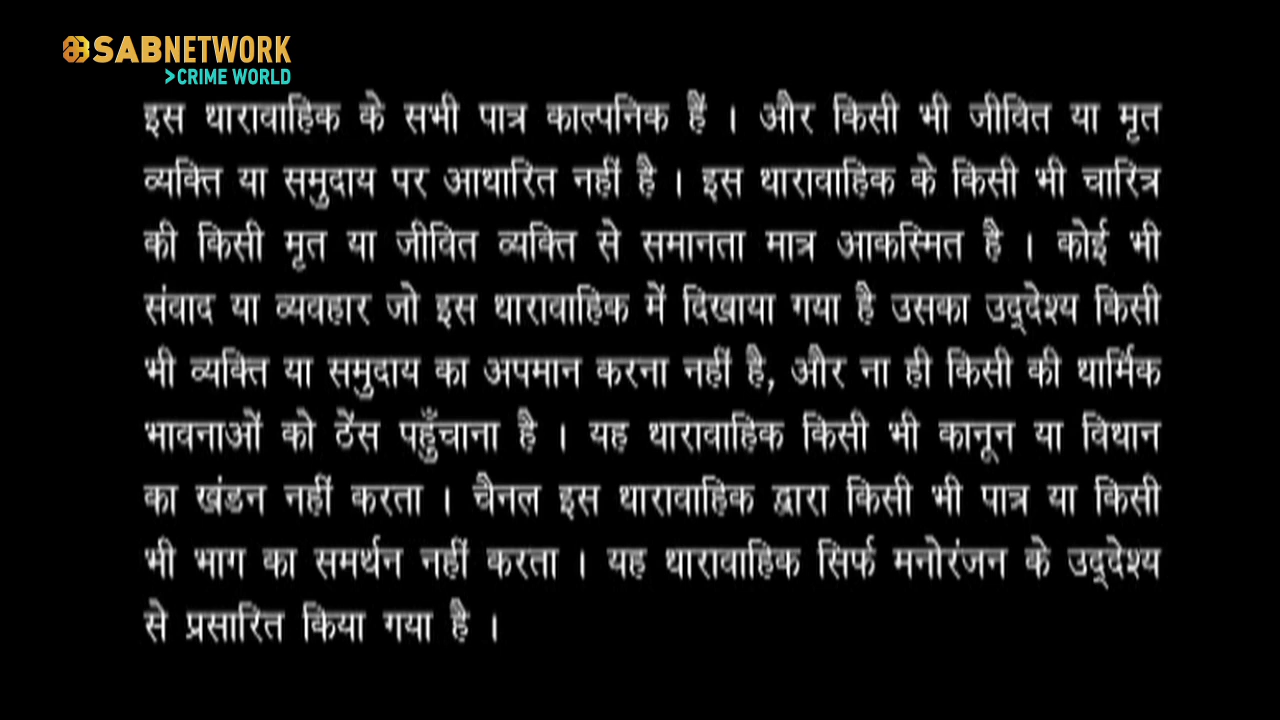 SABNETWORK
>CRIME WORLD
इस धारावाहिक के सभी पात्र काल्पनिक हैं । और किसी भी जीवित या मृत
व्यक्ति या समुदाय पर आधारित नहीं है । इस धारावाहिक के किसी भी चारित्र
की किसी मृत या जीवित व्यक्ति से समानता मात्र आकस्मित है । कोई भी
संवाद या व्यवहार जो इस धारावाहिक में दिखाया गया है उसका उद्देश्य किसी
भी व्यक्ति या समुदाय का अपमान करना नहीं है, और ना ही किसी की धार्मिक
भावनाओं को ठेंस पहुँचाना है । यह धारावाहिक किसी भी कानून या विधान
का खंडन नहीं करता । चैनल इस धारावाहिक द्वारा किसी भी पात्र या किसी
भी भाग का समर्थन नहीं करता । यह धारावाहिक सिर्फ मनोरंजन के उद्देश्य
से प्रसारित किया गया है ।